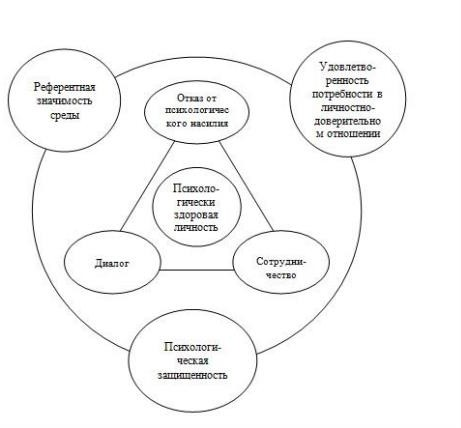 Референтная
значимость
среды
Удовлетво-
ренность
потребности в
личностно-
доверительно
м отношении
Отказ от
психологичес
кого насилия
Психоло-
гически
здоровая
личность
Диалог
Сотрудни-
чество
Психологи-
ческая
защищенность